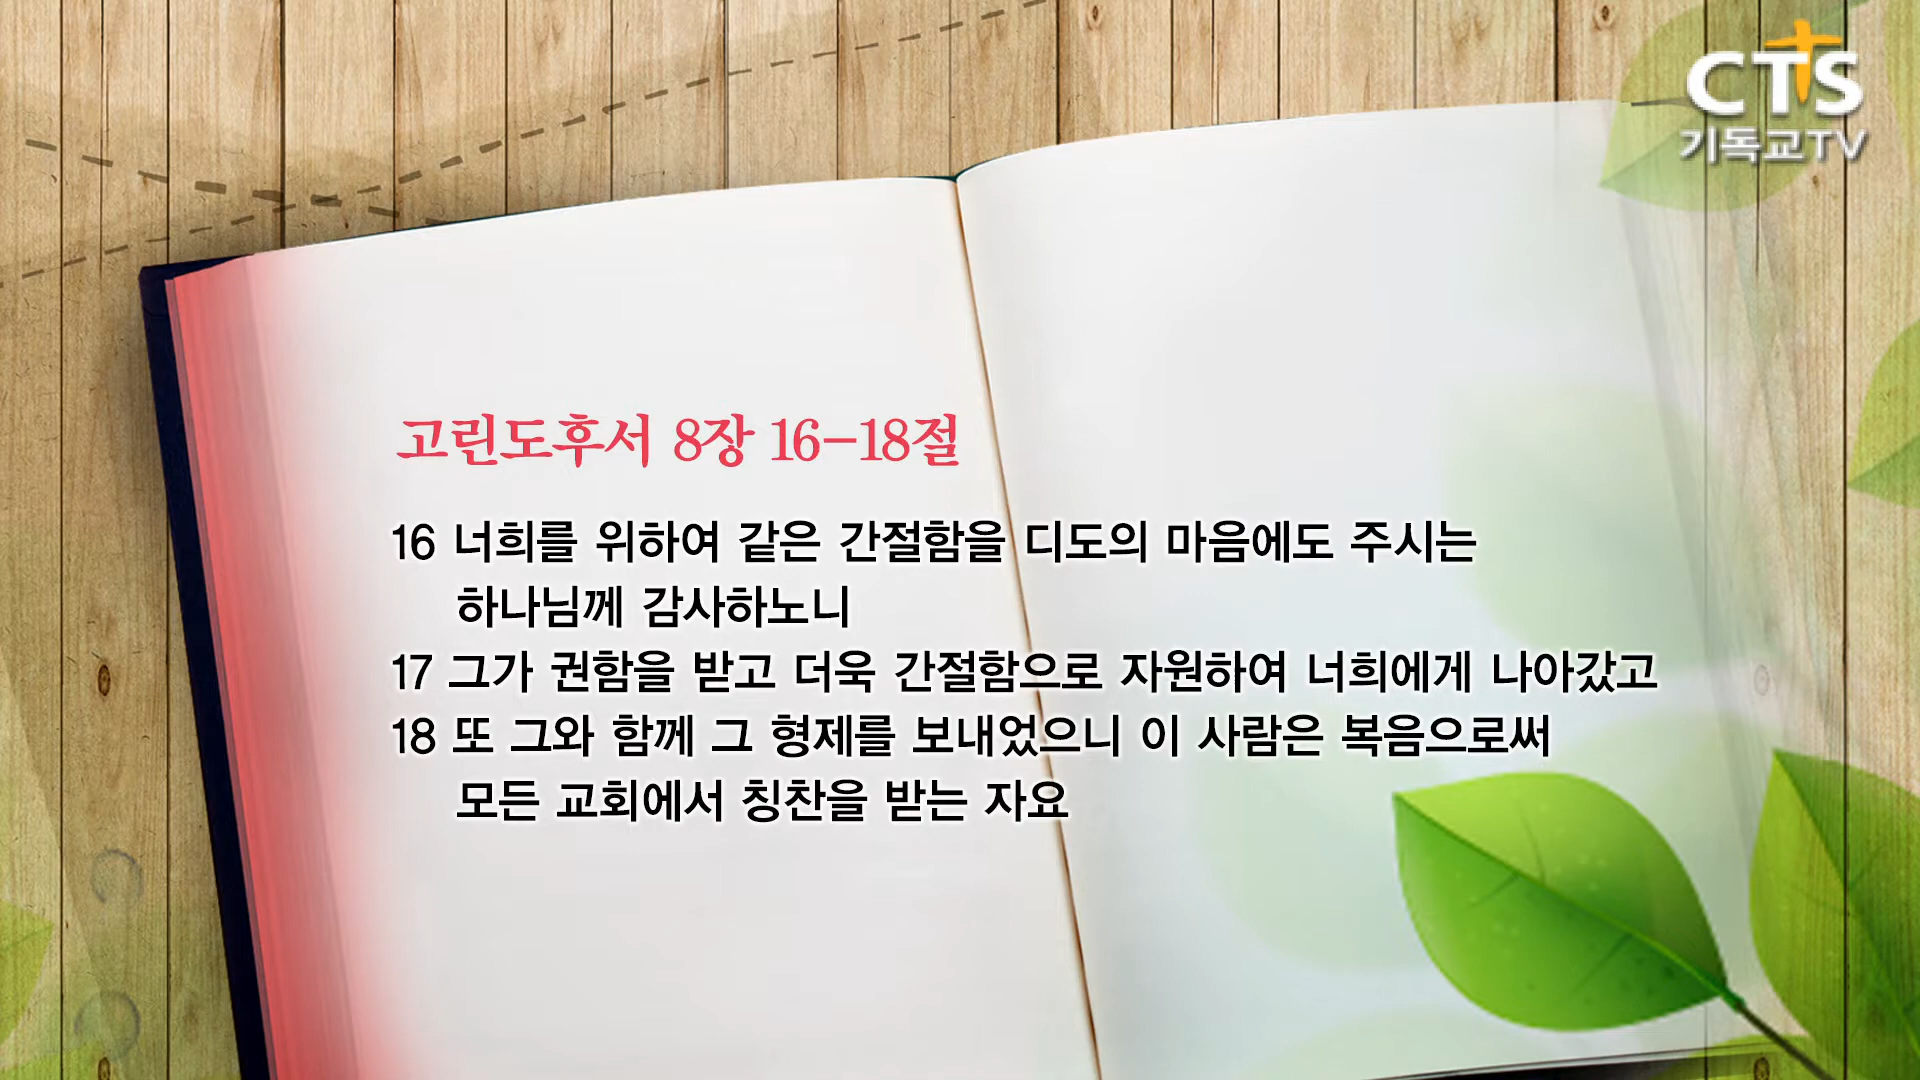 CTS
기독교TV
고린도후서 8장 16-18절
16 너희를 위하여 같은 간절함을 디도의 마음에도 주시는
하나님께 감사하노니
17 그가 권함을 받고 더욱 간절함으로 자원하여 너희에게 나아갔고
18 또 그와 함께 그 형제를 보내었으니 이 사람은 복음으로써
모든 교회에서 칭찬을 받는 자요